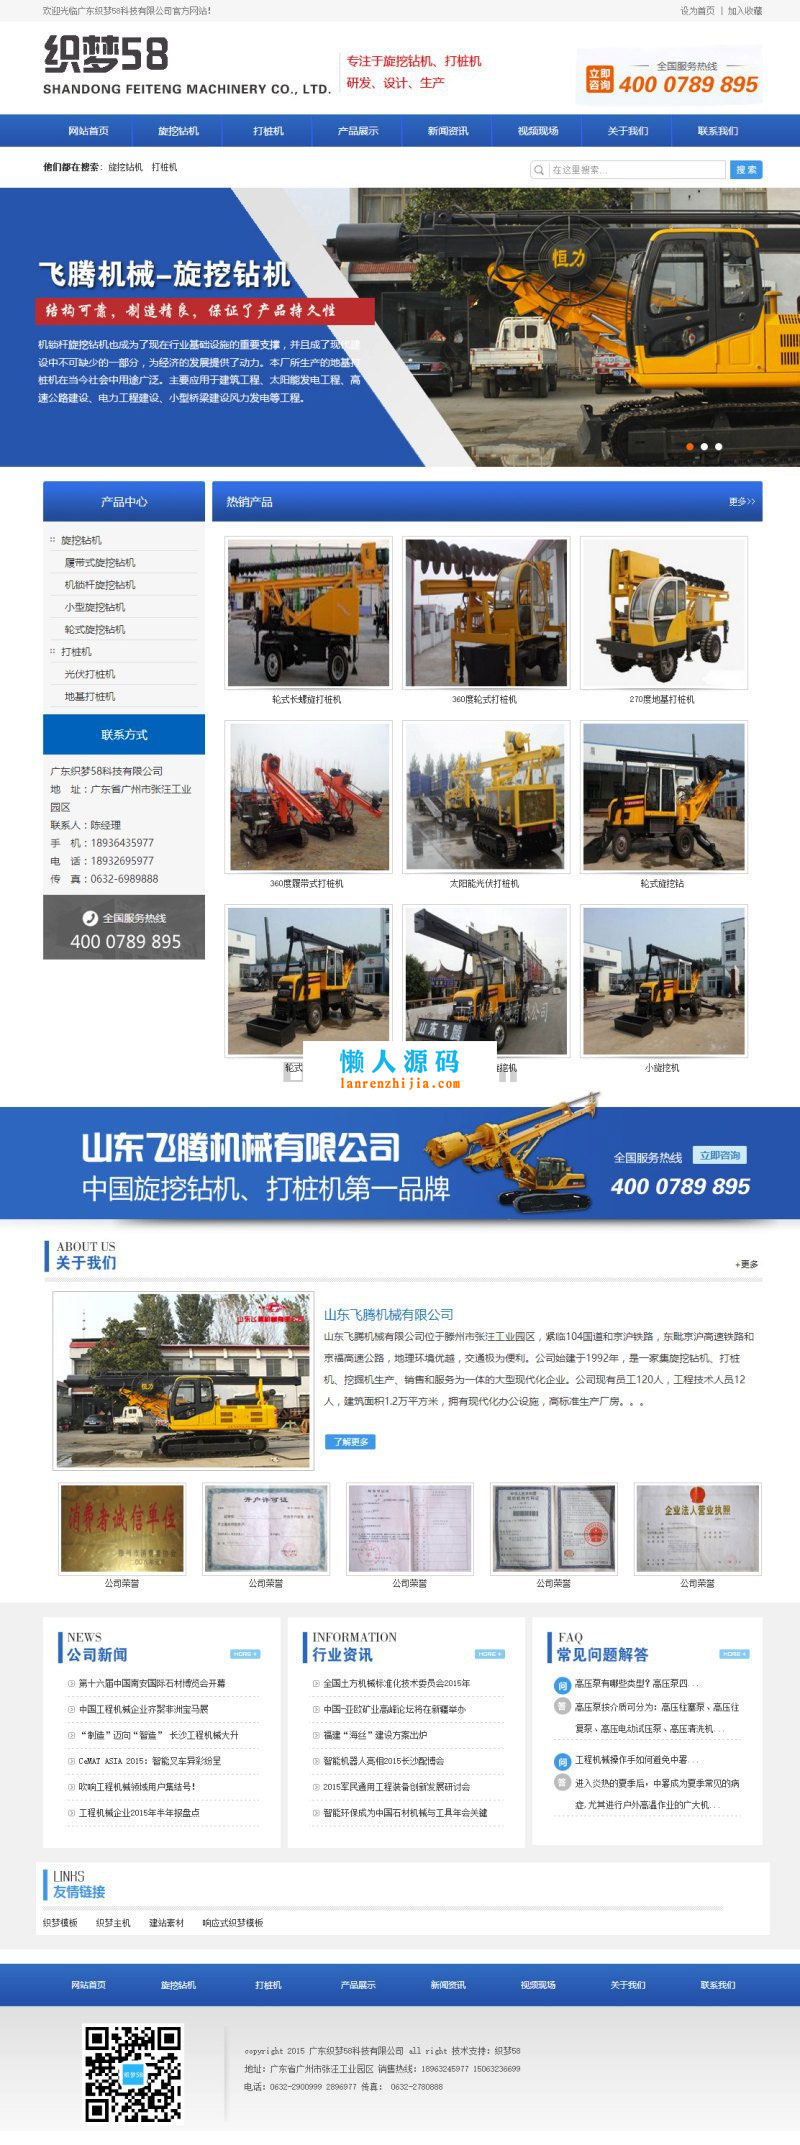 欢迎光临广东织梦58科技有限公司官方网站!
设为首页 | 加入收藏
织梦58
SHANDONG FEITENG MACHINERY CO., LTD.
专注于旋挖钻机、打桩机
研发、设计、生产
立即咨询
全国服务热线
400 0789 895
网站首页 旋挖钻机 打桩机 产品展示 新闻资讯 视频现场 关于我们 联系我们
他们都在搜索: 旋挖钻机 打桩机
在这里搜索...
搜 索
恒力
飞腾机械-旋挖钻机
结构可靠，制造精良，保证了产品持久性
机锁杆旋挖钻机也成为了现在行业基础设施的重要支撑，并且成了现代建
设中不可缺少的一部分，为经济的发展提供了动力。本厂所生产的地基打
桩机在当今社会中用途广泛。主要应用于建筑工程、太阳能发电工程、高
速公路建设、电力工程建设、小型桥梁建设风力发电等工程。
产品中心
旋挖钻机
履带式旋挖钻机
机锁杆旋挖钻机
小型旋挖钻机
轮式旋挖钻机
打桩机
光伏打桩机
地基打桩机
联系方式
广东织梦58科技有限公司
地 址：广东省广州市张汪工业
园区
联系人：陈经理
手 机：18936435977
电 话：18932695977
传 真：0632-6989888
全国服务热线
400 0789 895
热销产品
更多>>
轮式长螺旋打桩机
360度轮式打桩机
270度地基打桩机
360度履带式打桩机
太阳能光伏打桩机
轮式旋挖钻
山东飞腾
轮式
挖机
小旋挖机
懒人源码
lanrenzhijia.com
山东飞腾机械有限公司
中国旋挖钻机、打桩机第一品牌
全国服务热线 立即咨询
400 0789 895
ABOUT US
关于我们
+更多
山东飞腾机械有限公司
恒力
山东飞腾机械有限公司
山东飞腾机械有限公司位于滕州市张汪工业园区，紧临104国道和京沪铁路，东毗京沪高速铁路和
京福高速公路，地理环境优越，交通极为便利。公司始建于1992年，是一家集旋挖钻机、打桩
机、挖掘机生产、销售和服务为一体的大型现代化企业。公司现有员工120人，工程技术人员12
人，建筑面积1.2万平方米，拥有现代化办公设施，高标准生产厂房。。。
了解更多
消费者诚信单位
开户许可证
企业法人营业执照
公司荣誉
公司荣誉
公司荣誉
公司荣誉
公司荣誉
NEWS
公司新闻
MORE +
第十六届中国南安国际石材博览会开幕
中国工程机械企业齐聚非洲宝马展
“制造”迈向“智造” 长沙工程机械大升
CeMAT ASIA 2015: 智能叉车异彩纷呈
吹响工程机械领域用户集结号!
工程机械企业2015年半年报盘点
INFORMATION
行业资讯
MORE +
全国土方机械标准化技术委员会2015年
中国-亚欧矿业高峰论坛将在新疆举办
福建“海丝”建设方案出炉
智能机器人亮相2015长沙配博会
2015军民通用工程装备创新发展研讨会
智能环保成为中国石材机械与工具年会关键
FAQ
常见问题解答
MORE +
问 高压泵有哪些类型? 高压泵四...
答 高压泵按介质可分为：高压柱塞泵、高压往
复泵、高压电动试压泵、高压清洗机...
问 工程机械操作手如何避免中暑...
答 进入炎热的夏季后，中暑成为夏季常见的病
症,尤其进行户外高温作业的广大机...
LINKS
友情链接
织梦模板 织梦主机 建站素材 响应式织梦模板
网站首页 旋挖钻机 打桩机 产品展示 新闻资讯 视频现场 关于我们 联系我们
织梦58
copyright 2015 广东织梦58科技有限公司 all right 技术支持: 织梦58
地址: 广东省广州市张汪工业园区 销售热线: 18963245977 15063236699
电话: 0632-2900999 2896977 传真: 0632-2780888